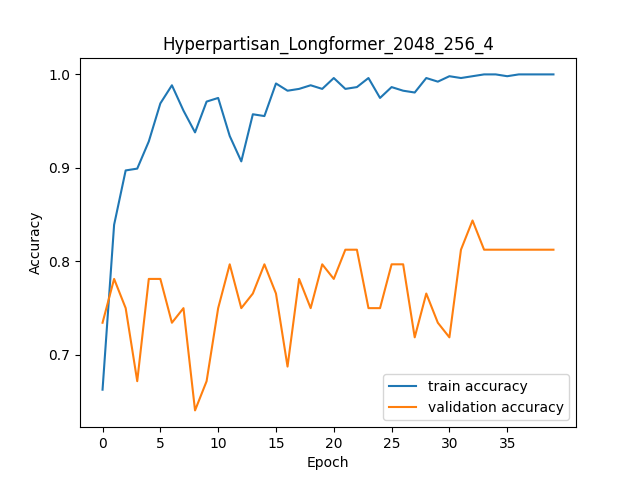 Hyperpartisan_Longformer_2048_256_4
1.0
0.9
0.8
0.7
Accuracy
train accuracy
validation accuracy
0 5 10 15 20 25 30 35
Epoch